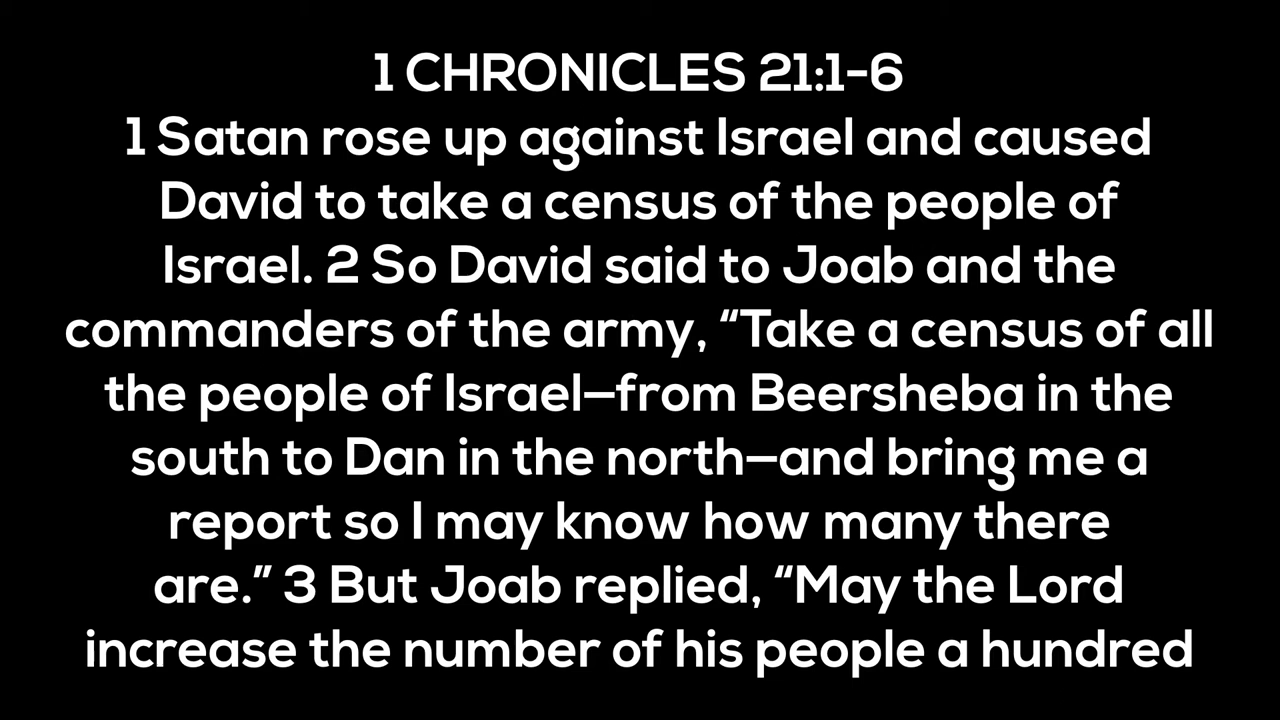 1 CHRONICLES 21:1-6
1 Satan rose up against Israel and caused
David to take a census of the people of
Israel. 2 So David said to Joab and the
commanders of the army, “Take a census of all
the people of Israel—from Beersheba in the
south to Dan in the north—and bring me a
report so I may know how many there
are.” 3 But Joab replied, “May the Lord
increase the number of his people a hundred